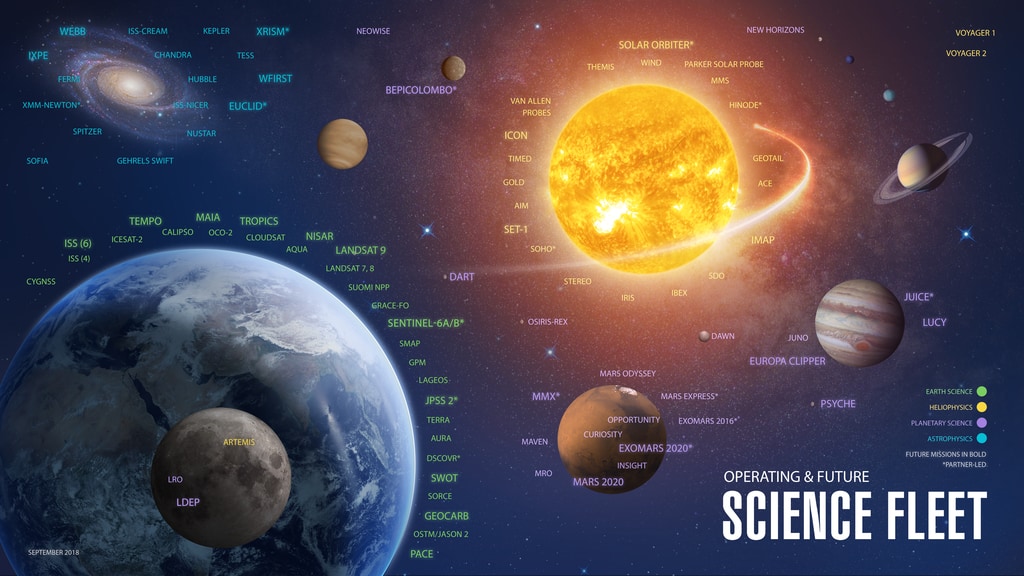 WEBB
ISS-CREAM
KEPLER
XRISM*
IXPE
CHANDRA
TESS
FERMI
HUBBLE
WFIRST
XMM-NEWTON*
ISS-NICER
EUCLID*
SPITZER
NUSTAR
SOFIA
GEHRELS SWIFT
NEOWISE
BEPICOLOMBO*
NEW HORIZONS
VOYAGER 1
VOYAGER 2
SOLAR ORBITER*
THEMIS
WIND
PARKER SOLAR PROBE
MMS
VAN ALLEN
PROBES
HINODE*
ICON
TIMED
GEOTAIL
GOLD
ACE
AIM
SET-1
IMAP
SOHO*
STEREO
SDO
IRIS
IBEX
TEMPO
MAIA
TROPICS
ICESAT-2
CALIPSO
OCO-2
CLOUDSAT
NISAR
ISS (6)
AQUA
LANDSAT 9
ISS (4)
LANDSAT 7, 8
CYGNSS
SUOMI NPP
GRACE-FO
SENTINEL-6A/B*
SMAP
GPM
LAGEOS
JPSS 2*
TERRA
AURA
DSCOVR*
SWOT
SORCE
GEOCARB
OSTM/JASON 2
PACE
ARTEMIS
LRO
LDEP
DART
OSIRIS-REX
DAWN
JUICE*
LUCY
JUNO
EUROPA CLIPPER
PSYCHE
MARS ODYSSEY
MMX*
MARS EXPRESS*
OPPORTUNITY
EXOMARS 2016*
CURIOSITY
MAVEN
EXOMARS 2020*
INSIGHT
MRO
MARS 2020
EARTH SCIENCE
HELIOPHYSICS
PLANETARY SCIENCE
ASTROPHYSICS
FUTURE MISSIONS IN BOLD
*PARTNER-LED
OPERATING & FUTURE
SCIENCE FLEET
SEPTEMBER 2018